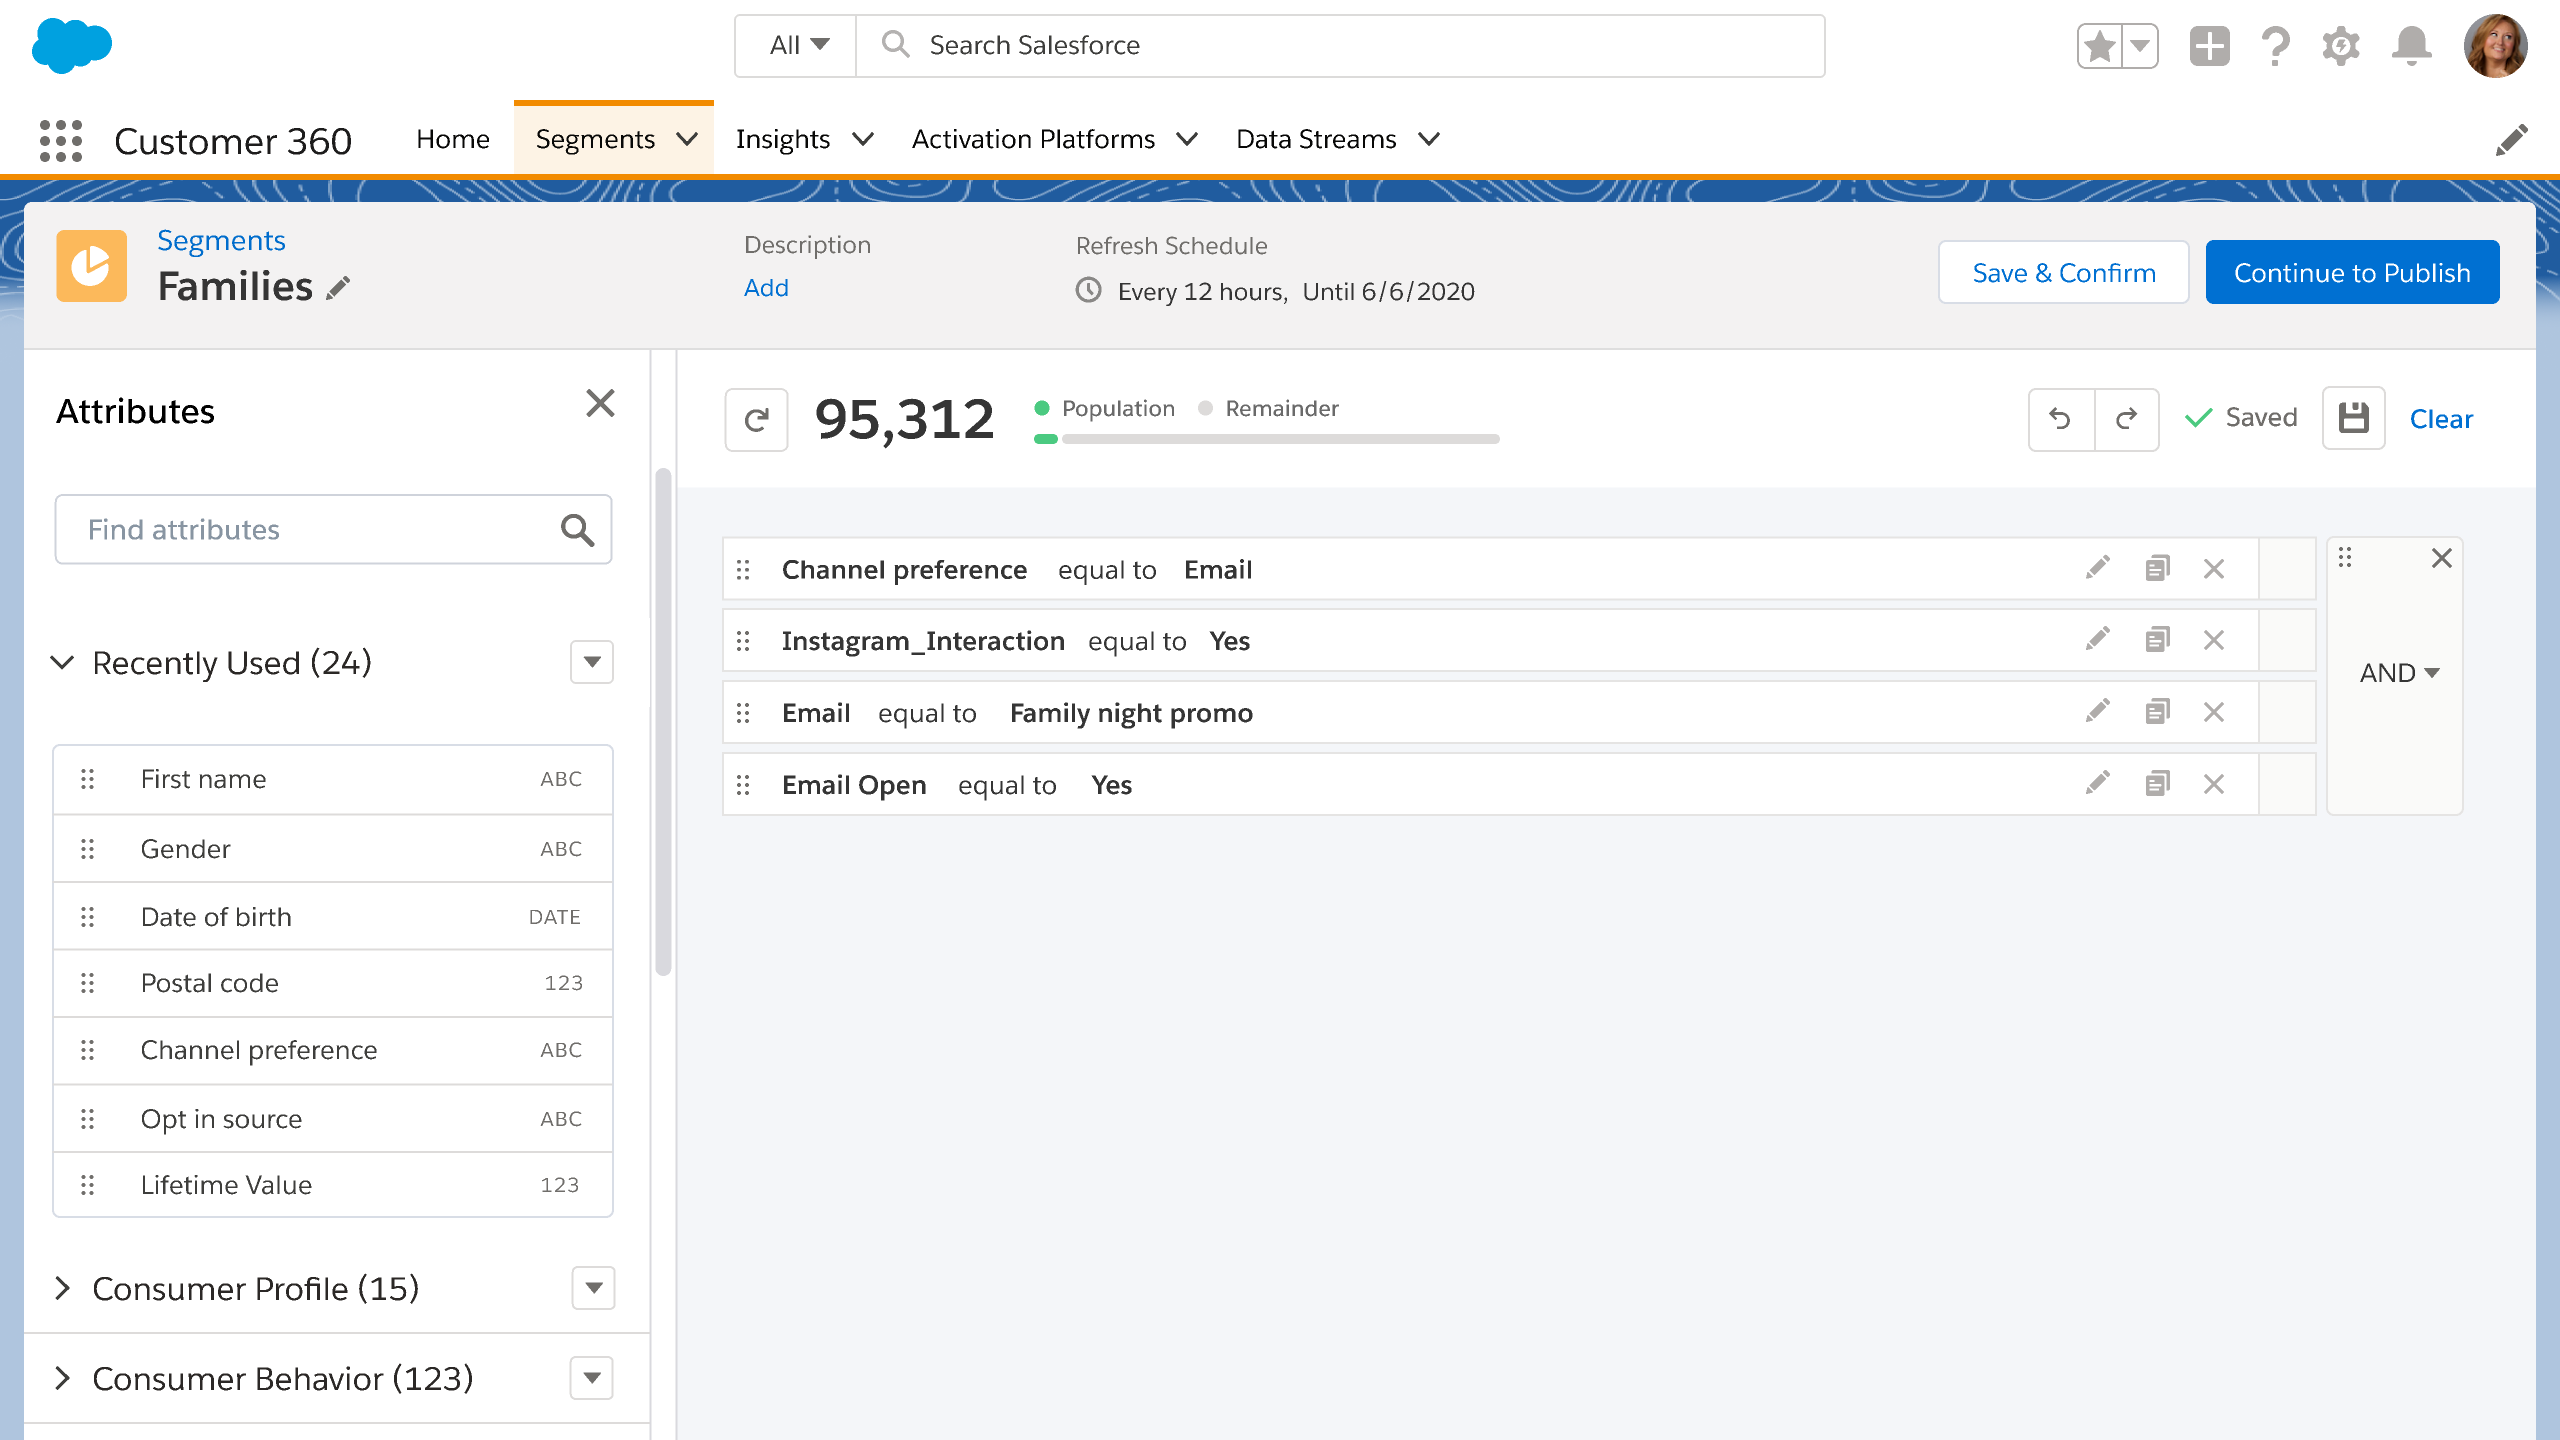 All Search Salesforce
Customer 360 Home Segments Insights Activation Platforms Data Streams
Segments
Families
Description
Add
Refresh Schedule
Every 12 hours, Until 6/6/2020
Save & Confirm Continue to Publish
Attributes
Find attributes
Recently Used (24)
First name ABC
Gender ABC
Date of birth DATE
Postal code 123
Channel preference ABC
Opt in source ABC
Lifetime Value 123
Consumer Profile (15)
Consumer Behavior (123)
95,312 Population Remainder
Saved Clear
Channel preference equal to Email
Instagram_Interaction equal to Yes
Email equal to Family night promo
Email Open equal to Yes
AND